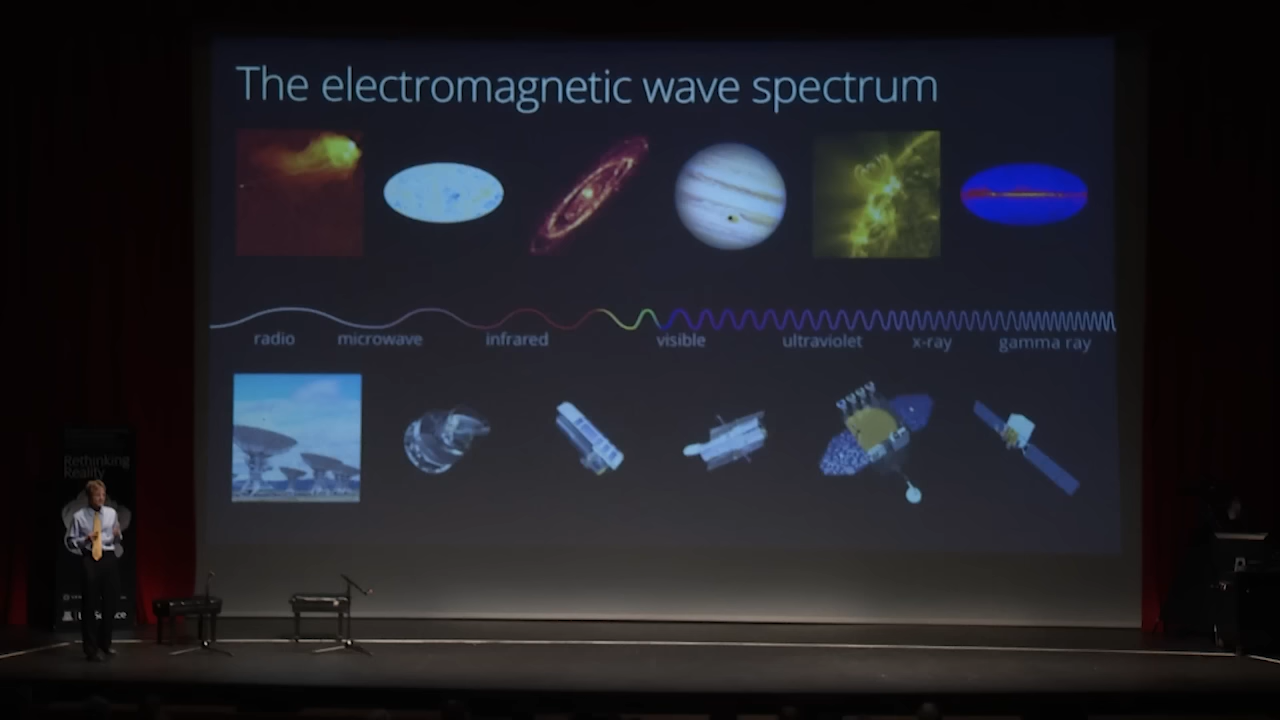 The electromagnetic wave spectrum
radio microwave infrared visible ultraviolet x-ray gamma ray
Rethinking
Reality